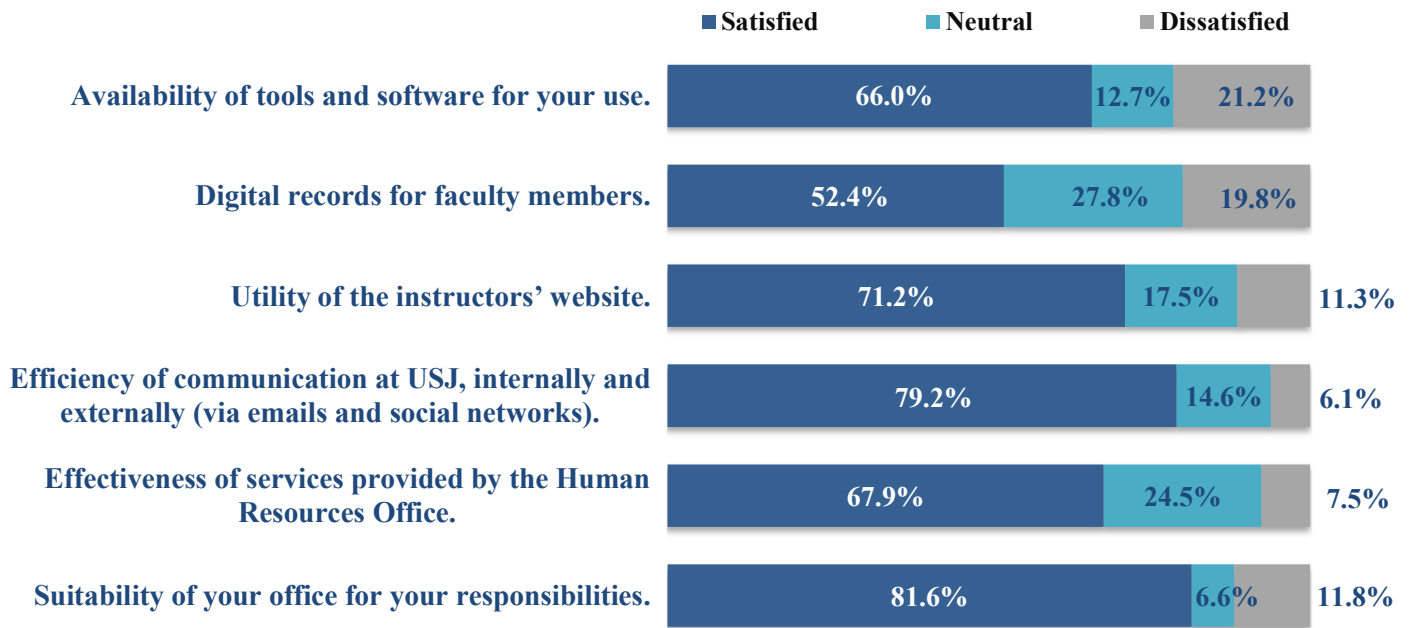 Satisfied Neutral Dissatisfied
Availability of tools and software for your use. 66.0% 12.7% 21.2%
Digital records for faculty members. 52.4% 27.8% 19.8%
Utility of the instructors’ website. 71.2% 17.5% 11.3%
Efficiency of communication at USJ, internally and
externally (via emails and social networks). 79.2% 14.6% 6.1%
Effectiveness of services provided by the Human
Resources Office. 67.9% 24.5% 7.5%
Suitability of your office for your responsibilities. 81.6% 6.6% 11.8%